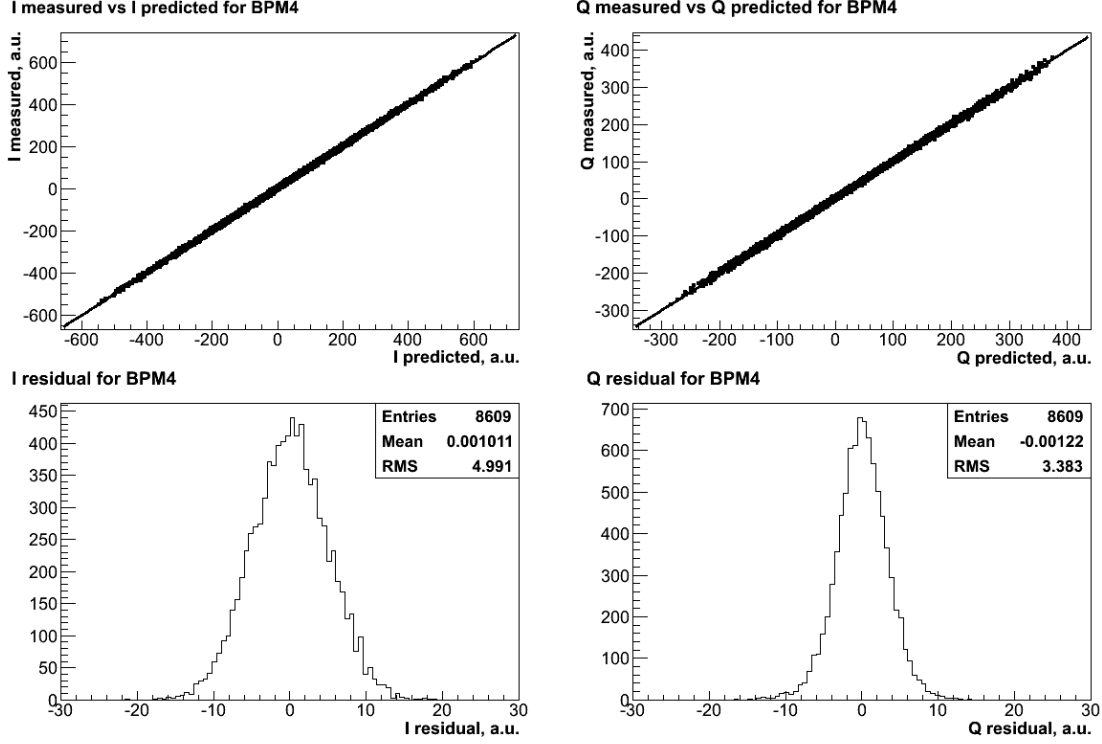 I measured vs I predicted for BPM4
I measured, a.u.
600
400
200
0
-200
-400
-600
-600 -400 -200 0 200 400 600
I predicted, a.u.
Q measured vs Q predicted for BPM4
Q measured, a.u.
400
300
200
100
0
-100
-200
-300
-300 -200 -100 0 100 200 300 400
Q predicted, a.u.
I residual for BPM4
Entries 8609
Mean 0.001011
RMS 4.991
450
400
350
300
250
200
150
100
50
0
-30 -20 -10 0 10 20 30
I residual, a.u.
Q residual for BPM4
Entries 8609
Mean -0.00122
RMS 3.383
700
600
500
400
300
200
100
0
-30 -20 -10 0 10 20 30
Q residual, a.u.